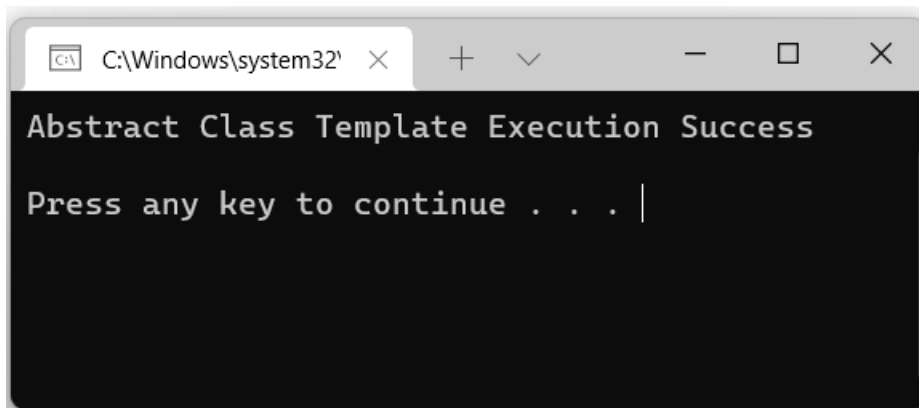 C:\Windows\system32\
Abstract Class Template Execution Success
Press any key to continue . . .